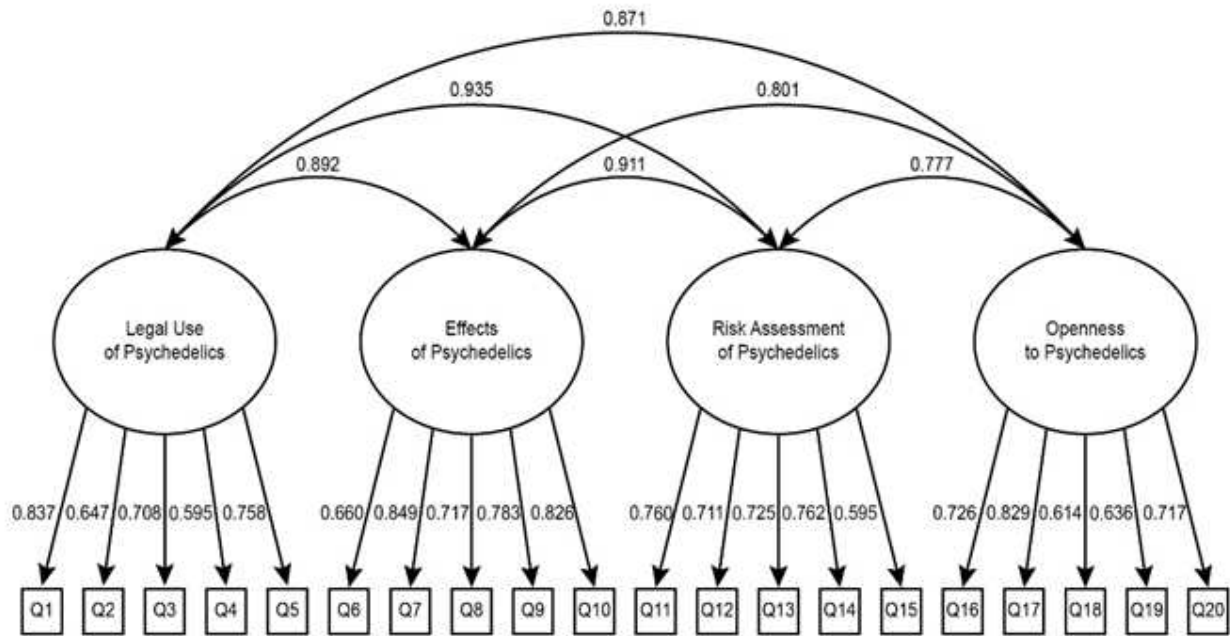 0.871
0.935 0.801
0.892 0.911 0.777
Legal Use
of Psychedelics
Effects
of Psychedelics
Risk Assessment
of Psychedelics
Openness
to Psychedelics
0.837 0.647 0.708 0.595 0.758 0.660 0.849 0.717 0.783 0.826 0.760 0.711 0.725 0.762 0.595 0.726 0.829 0.614 0.636 0.717
Q1 Q2 Q3 Q4 Q5 Q6 Q7 Q8 Q9 Q10 Q11 Q12 Q13 Q14 Q15 Q16 Q17 Q18 Q19 Q20